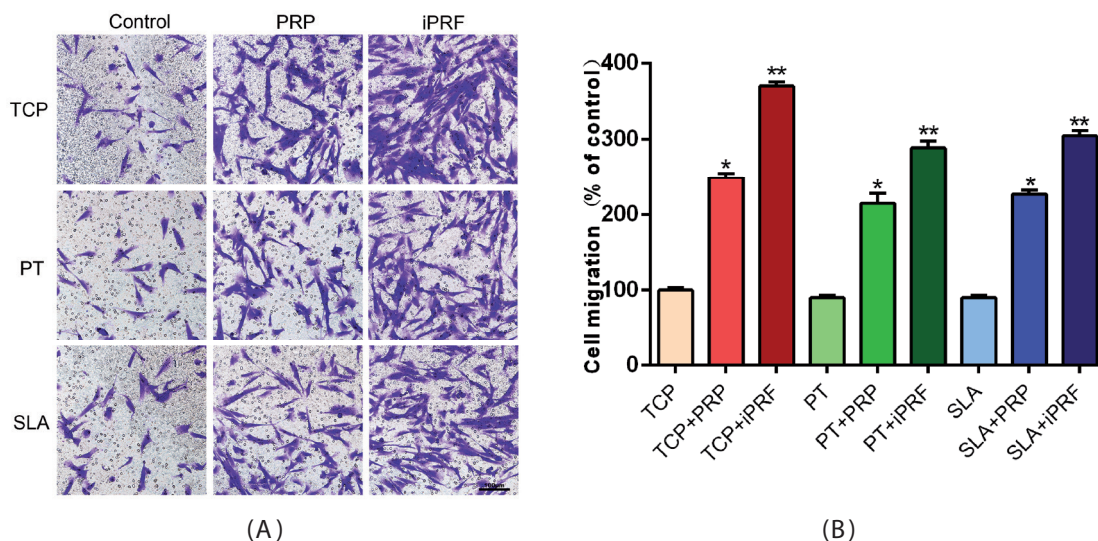 Control PRP iPRF
TCP
PT
SLA
100μm
(A)
Cell migration (% of control)
400
300
200
100
0
*
**
*
**
*
**
TCP
TCP+PRP
TCP+iPRF
PT
PT+PRP
PT+iPRF
SLA
SLA+PRP
SLA+iPRF
(B)